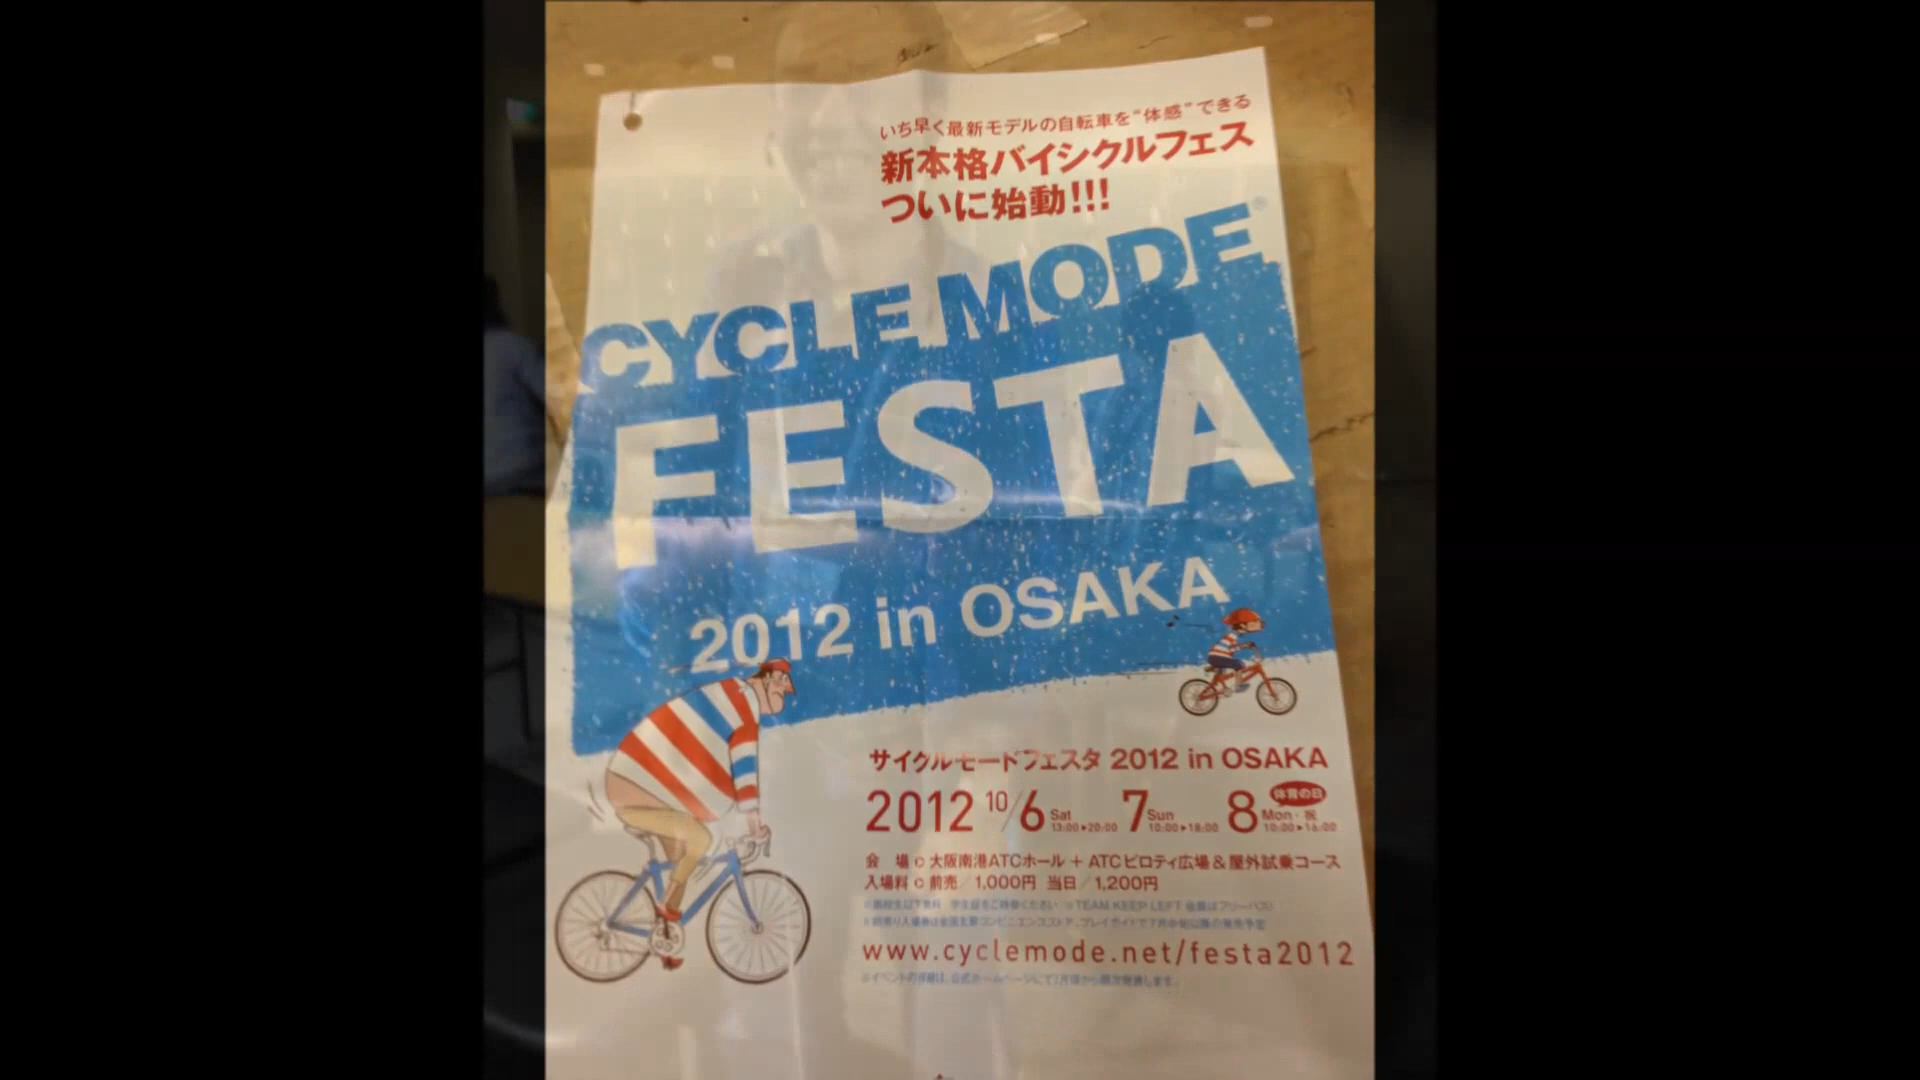 いち早く最新モデルの自転車を"体感"できる
新本格バイシクルフェス
ついに始動!!!
CYCLE MODE®
FESTA
2012 in OSAKA
サイクルモードフェスタ 2012 in OSAKA
2012 10/6 Sat 13:00▶20:00 7 Sun 10:00▶18:00 8 体育の日 Mon・祝 10:00▶16:00
会 場 大阪南港ATCホール + ATCピロティ広場&屋外試乗コース
入場料 前売/1,000円 当日/1,200円
www.cyclemode.net/festa2012